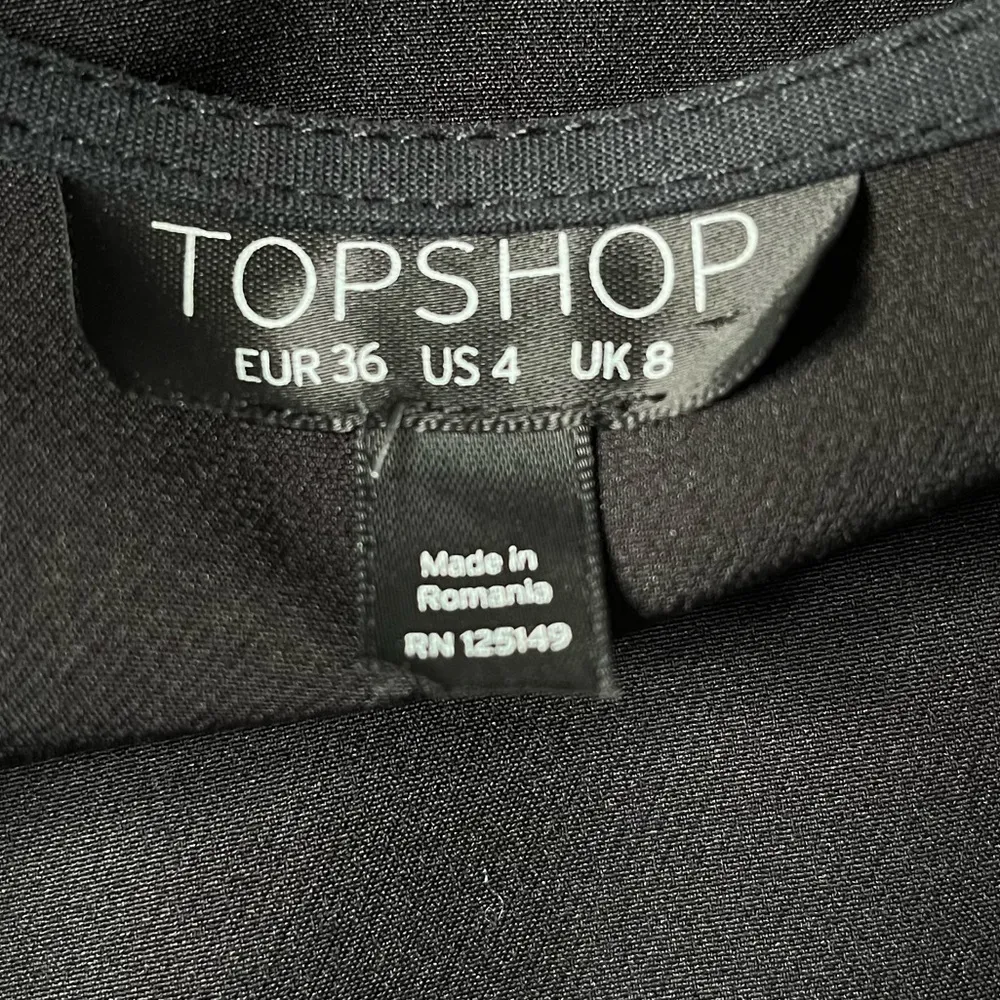 TOPSHOP
EUR 36 US 4 UK 8
Made in
Romania
RN 125149